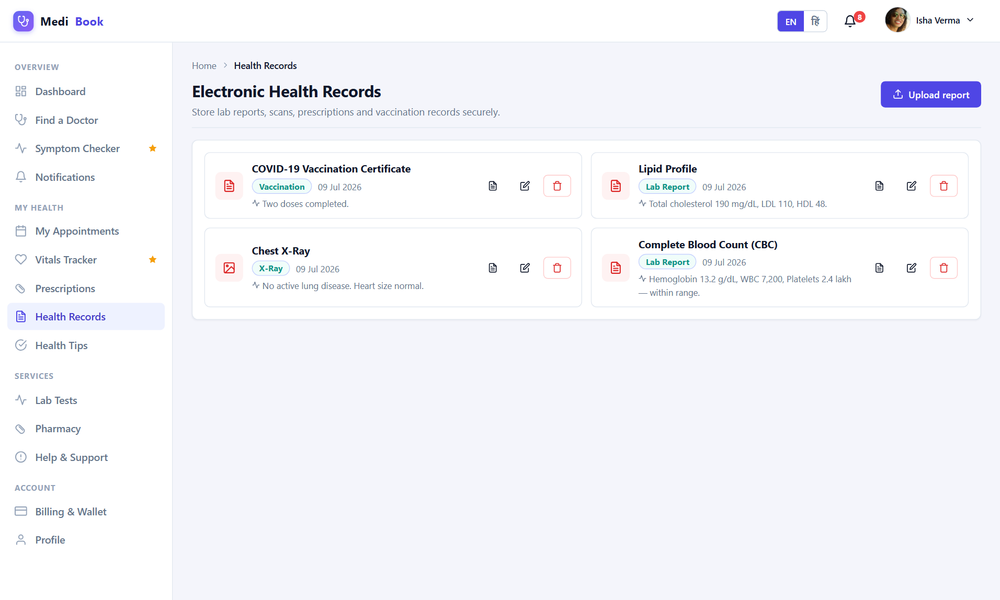 Medi Book
EN
हिं
8
Isha Verma
OVERVIEW
Dashboard
Find a Doctor
Symptom Checker
Notifications
MY HEALTH
My Appointments
Vitals Tracker
Prescriptions
Health Records
Health Tips
SERVICES
Lab Tests
Pharmacy
Help & Support
ACCOUNT
Billing & Wallet
Profile
Home > Health Records
Electronic Health Records
Store lab reports, scans, prescriptions and vaccination records securely.
Upload report
COVID-19 Vaccination Certificate
Vaccination 09 Jul 2026
Two doses completed.
Lipid Profile
Lab Report 09 Jul 2026
Total cholesterol 190 mg/dL, LDL 110, HDL 48.
Chest X-Ray
X-Ray 09 Jul 2026
No active lung disease. Heart size normal.
Complete Blood Count (CBC)
Lab Report 09 Jul 2026
Hemoglobin 13.2 g/dL, WBC 7,200, Platelets 2.4 lakh
— within range.